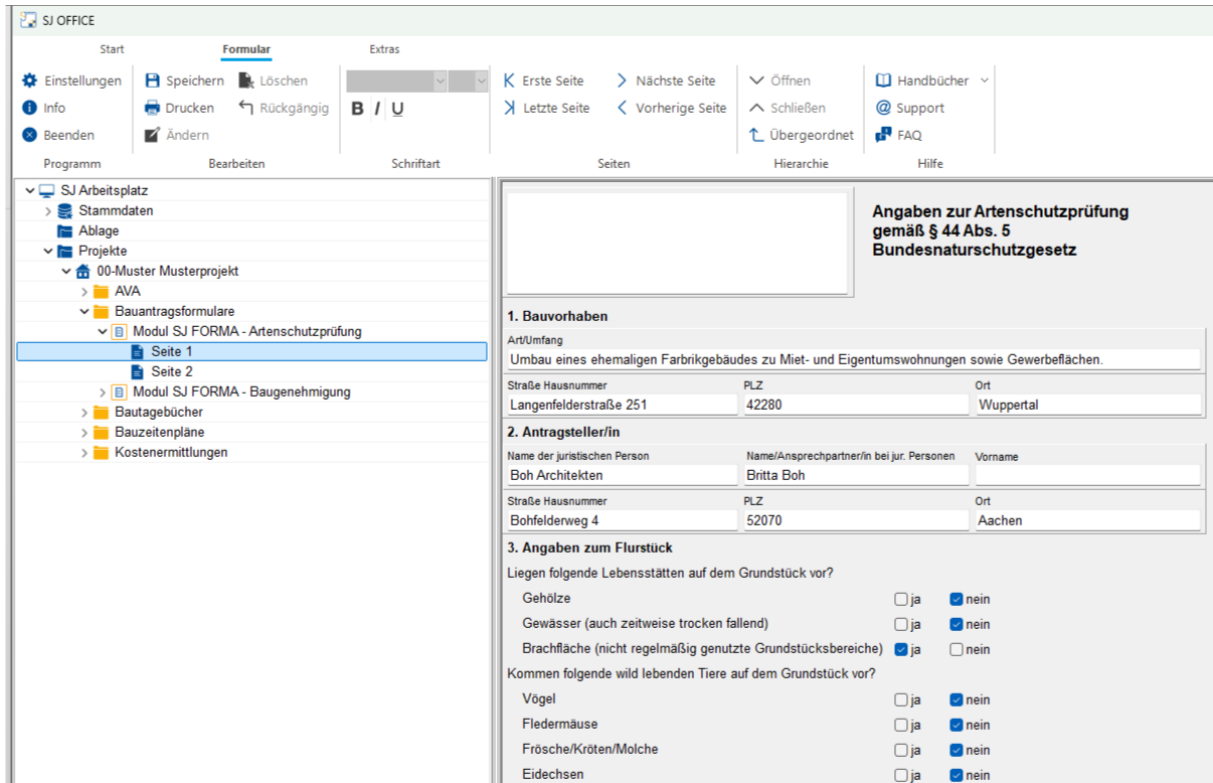 SJ OFFICE
Start Formular Extras
Einstellungen Speichern Löschen Erste Seite Nächste Seite Öffnen Handbücher
Info Drucken Rückgängig B I U Letzte Seite Vorherige Seite Schließen Support
Beenden Ändern Übergeordnet FAQ
Programm Bearbeiten Schriftart Seiten Hierarchie Hilfe
SJ Arbeitsplatz
Stammdaten
Ablage
Projekte
00-Muster Musterprojekt
AVA
Bauantragsformulare
Modul SJ FORMA - Artenschutzprüfung
Seite 1
Seite 2
Modul SJ FORMA - Baugenehmigung
Bautagebücher
Bauzeitenpläne
Kostenermittlungen
Angaben zur Artenschutzprüfung
gemäß § 44 Abs. 5
Bundesnaturschutzgesetz
1. Bauvorhaben
Art/Umfang
Umbau eines ehemaligen Farbrikgebäudes zu Miet- und Eigentumswohnungen sowie Gewerbeflächen.
Straße Hausnummer PLZ Ort
Langenfelderstraße 251 42280 Wuppertal
2. Antragsteller/in
Name der juristischen Person Name/Ansprechpartner/in bei jur. Personen Vorname
Boh Architekten Britta Boh
Straße Hausnummer PLZ Ort
Bohfelderweg 4 52070 Aachen
3. Angaben zum Flurstück
Liegen folgende Lebensstätten auf dem Grundstück vor?
Gehölze ja nein
Gewässer (auch zeitweise trocken fallend) ja nein
Brachfläche (nicht regelmäßig genutzte Grundstücksbereiche) ja nein
Kommen folgende wild lebenden Tiere auf dem Grundstück vor?
Vögel ja nein
Fledermäuse ja nein
Frösche/Kröten/Molche ja nein
Eidechsen ja nein